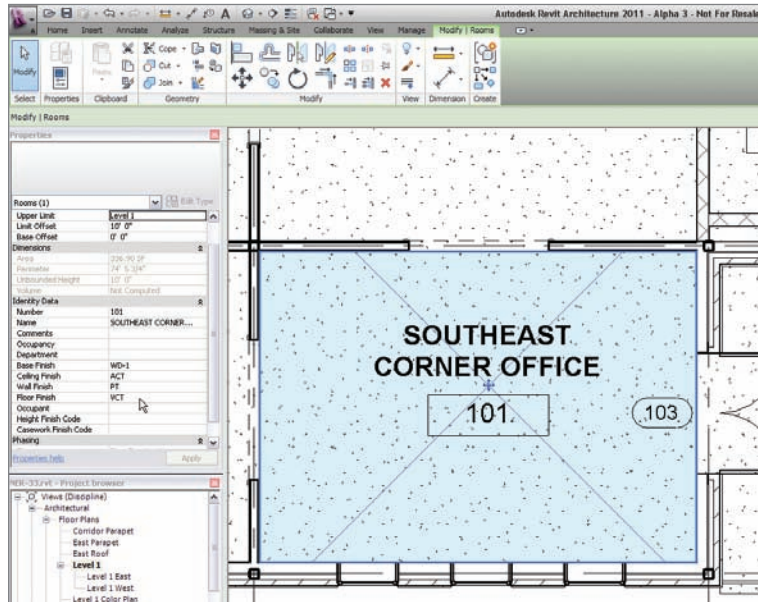 Autodesk Revit Architecture 2011 - Alpha 3 - Not For Resale
Home Insert Annotate Analyze Structure Massing & Site Collaborate View Manage Modify | Rooms
Modify Paste Cope Cut Join
Select Properties Clipboard Geometry Modify View Dimension Create
Modify | Rooms
Properties
Rooms (1) Edit Type
Upper Limit Level 1
Limit Offset 10' 0"
Base Offset 0' 0"
Dimensions
Area
Perimeter
Unbounded Height 10' 0"
Volume Not Computed
Identity Data
Number 101
Name SOUTHEAST CORNER...
Comments
Occupancy
Department
Base Finish WD-1
Ceiling Finish ACT
Wall Finish PT
Floor Finish VCT
Occupant
Height Finish Code
Casework Finish Code
Phasing
Properties help Apply
- Project browser
Views (Discipline)
Architectural
Floor Plans
Corridor Parapet
East Parapet
East Roof
Level 1
Level 1 East
Level 1 West
Level 1 Color Plan
SOUTHEAST
CORNER OFFICE
101
103